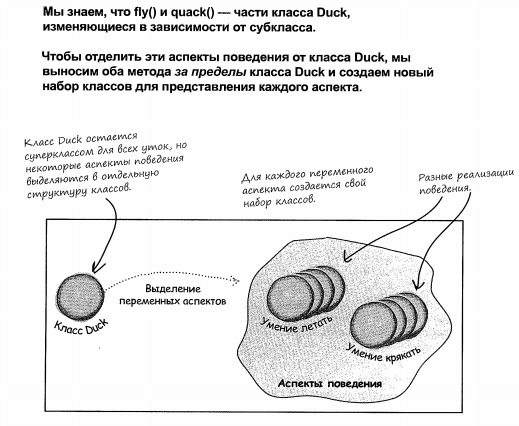 Мы знаем, что fly() и quack() — части класса Duck,
изменяющиеся в зависимости от субкласса.
Чтобы отделить эти аспекты поведения от класса Duck, мы
выносим оба метода за пределы класса Duck и создаем новый
набор классов для представления каждого аспекта.
Класс Duck остается
суперклассом для всех уток, но
некоторые аспекты поведения
выделяются в отдельную
структуру классов.
Для каждого переменного
аспекта создается свой
набор классов.
Разные реализации
поведения.
Класс Duck
Выделение
переменных аспектов
Умение летать
Умение крякать
Аспекты поведения